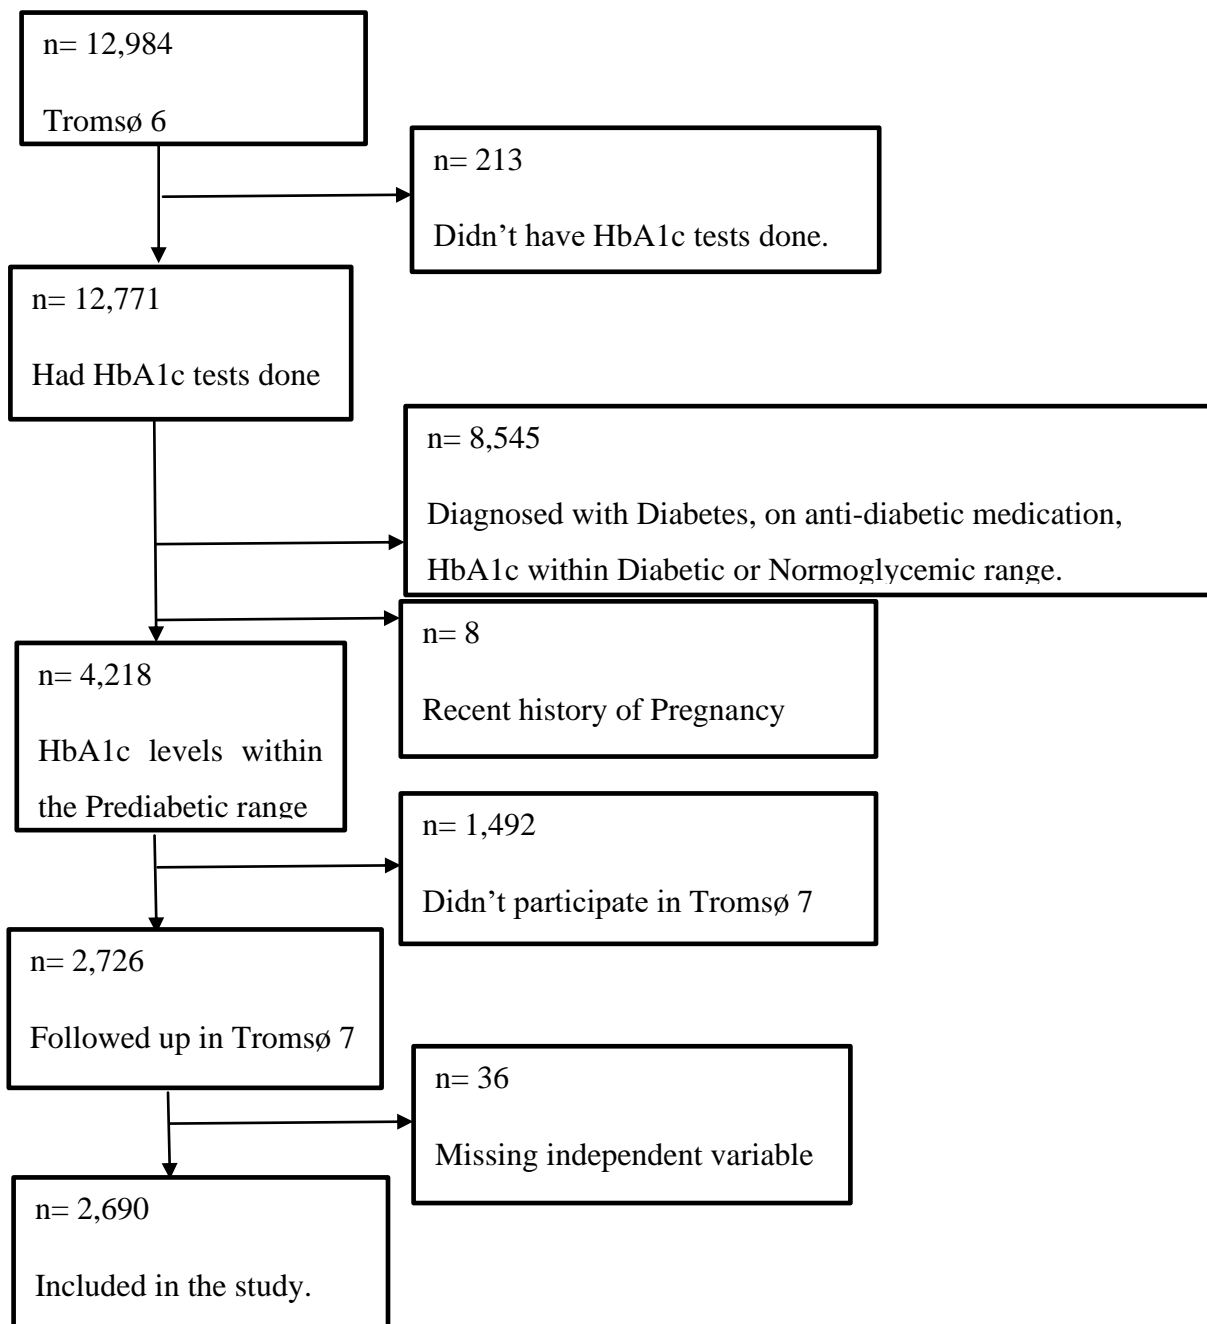 n= 12,984
Tromsø 6
n= 213
Didn’t have HbA1c tests done.
n= 12,771
Had HbA1c tests done
n= 8,545
Diagnosed with Diabetes, on anti-diabetic medication,
HbA1c within Diabetic or Normoglycemic range.
n= 8
Recent history of Pregnancy
n= 4,218
HbA1c levels within
the Prediabetic range
n= 1,492
Didn’t participate in Tromsø 7
n= 2,726
Followed up in Tromsø 7
n= 36
Missing independent variable
n= 2,690
Included in the study.